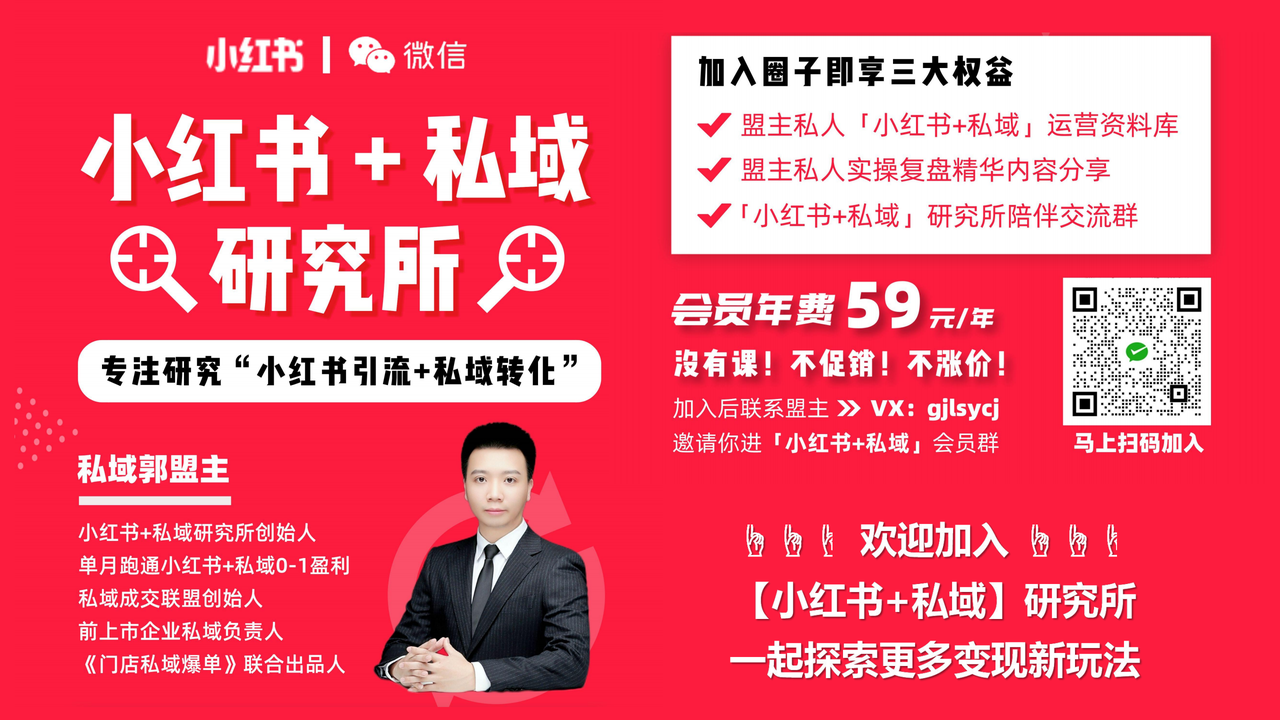 小红书 | 微信
小红书 + 私域
研究所
专注研究“小红书引流+私域转化”
私域郭盟主
小红书+私域研究所创始人
单月跑通小红书+私域0-1盈利
私域成交联盟创始人
前上市企业私域负责人
《门店私域爆单》联合出品人
加入圈子即享三大权益
盟主私人「小红书+私域」运营资料库
盟主私人实操复盘精华内容分享
「小红书+私域」研究所陪伴交流群
会员年费 59 元/年
没有课！不促销！不涨价！
加入后联系盟主 >> VX：gjlsycj
邀请你进「小红书+私域」会员群
马上扫码加入
欢迎加入
【小红书+私域】研究所
一起探索更多变现新玩法